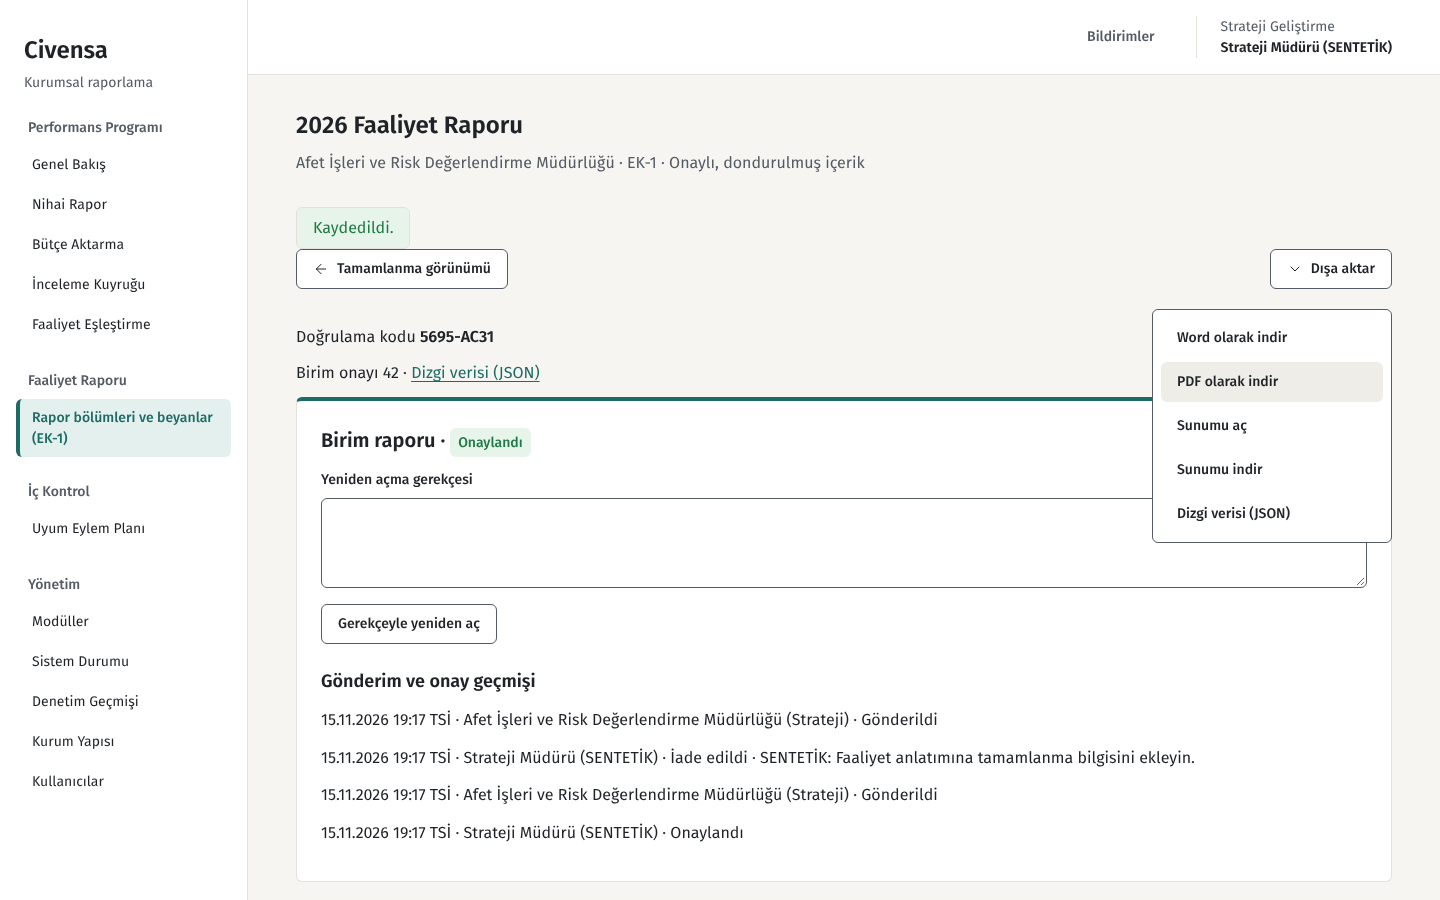 Civensa
Kurumsal raporlama
Performans Programı
Genel Bakış
Nihai Rapor
Bütçe Aktarma
İnceleme Kuyruğu
Faaliyet Eşleştirme
Faaliyet Raporu
Rapor bölümleri ve beyanlar
(EK-1)
İç Kontrol
Uyum Eylem Planı
Yönetim
Modüller
Sistem Durumu
Denetim Geçmişi
Kurum Yapısı
Kullanıcılar
Bildirimler
Strateji Geliştirme
Strateji Müdürü (SENTETİK)
2026 Faaliyet Raporu
Afet İşleri ve Risk Değerlendirme Müdürlüğü · EK-1 · Onaylı, dondurulmuş içerik
Kaydedildi.
Tamamlanma görünümü
Dışa aktar
Word olarak indir
PDF olarak indir
Sunumu aç
Sunumu indir
Dizgi verisi (JSON)
Doğrulama kodu 5695-AC31
Birim onayı 42 · Dizgi verisi (JSON)
Birim raporu · Onaylandı
Yeniden açma gerekçesi
Gerekçeyle yeniden aç
Gönderim ve onay geçmişi
15.11.2026 19:17 TSİ · Afet İşleri ve Risk Değerlendirme Müdürlüğü (Strateji) · Gönderildi
15.11.2026 19:17 TSİ · Strateji Müdürü (SENTETİK) · İade edildi · SENTETİK: Faaliyet anlatımına tamamlanma bilgisini ekleyin.
15.11.2026 19:17 TSİ · Afet İşleri ve Risk Değerlendirme Müdürlüğü (Strateji) · Gönderildi
15.11.2026 19:17 TSİ · Strateji Müdürü (SENTETİK) · Onaylandı